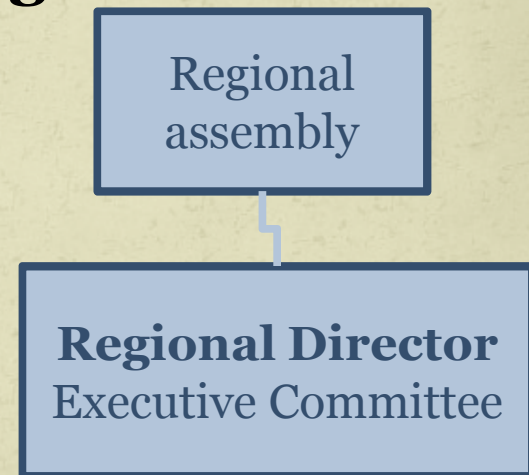 Regional
assembly
Regional Director
Executive Committee